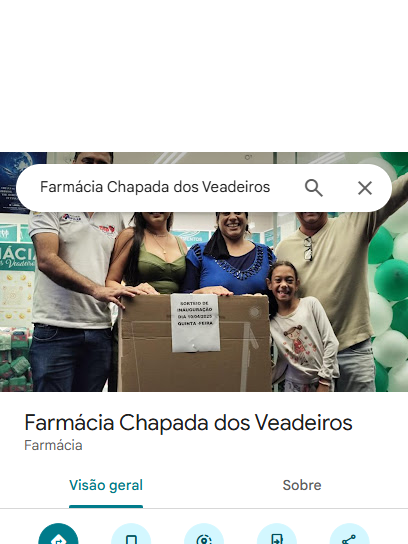 Farmácia Chapada dos Veadeiros
SORTEIO DE
INAUGURAÇÃO
DIA 10/04/2025
QUINTA-FEIRA
Farmácia Chapada dos Veadeiros
Farmácia
Visão geral
Sobre